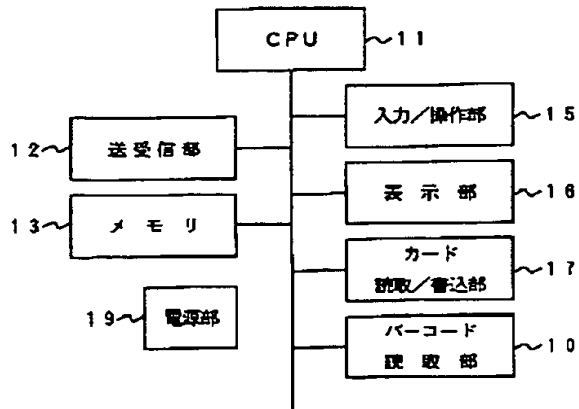 CPU 11
入力/操作部 15
12 送受信部
表示部 16
13 メモリ
カード
読取/書込部 17
19 電源部
バーコード
読取部 10